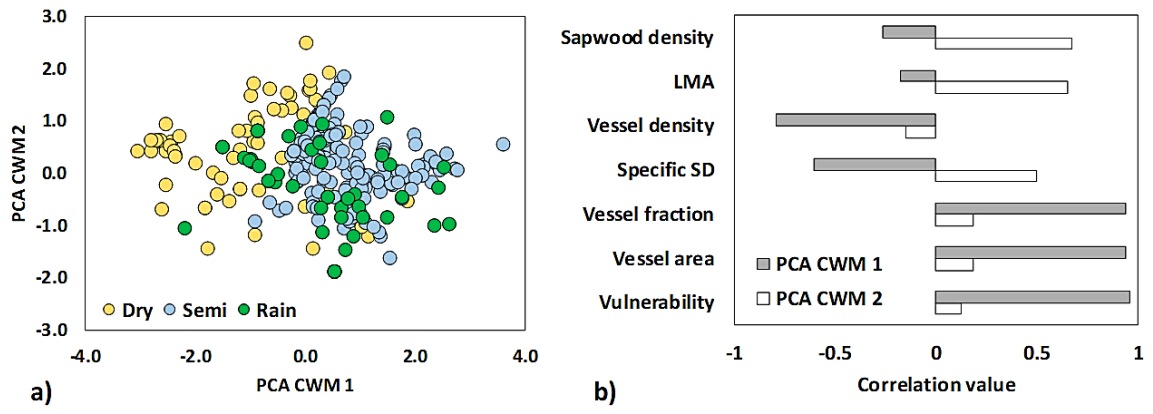 3.0
2.0
1.0
0.0
-1.0
-2.0
-3.0
PCA CWM 2
Dry Semi Rain
-4.0 -2.0 0.0 2.0 4.0
PCA CWM 1
a)
Sapwood density
LMA
Vessel density
Specific SD
Vessel fraction
Vessel area
Vulnerability
PCA CWM 1
PCA CWM 2
-1 -0.5 0 0.5 1
Correlation value
b)